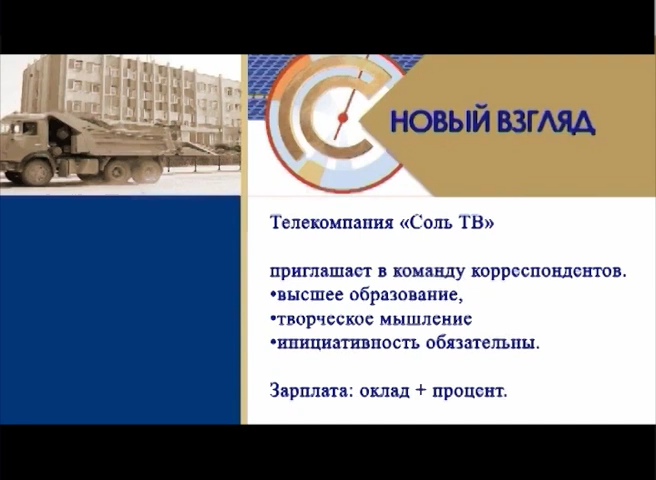 НОВЫЙ ВЗГЛЯД
Телекомпания «Соль ТВ»
приглашает в команду корреспондентов.
•высшее образование,
•творческое мышление
•инициативность обязательны.
Зарплата: оклад + процент.